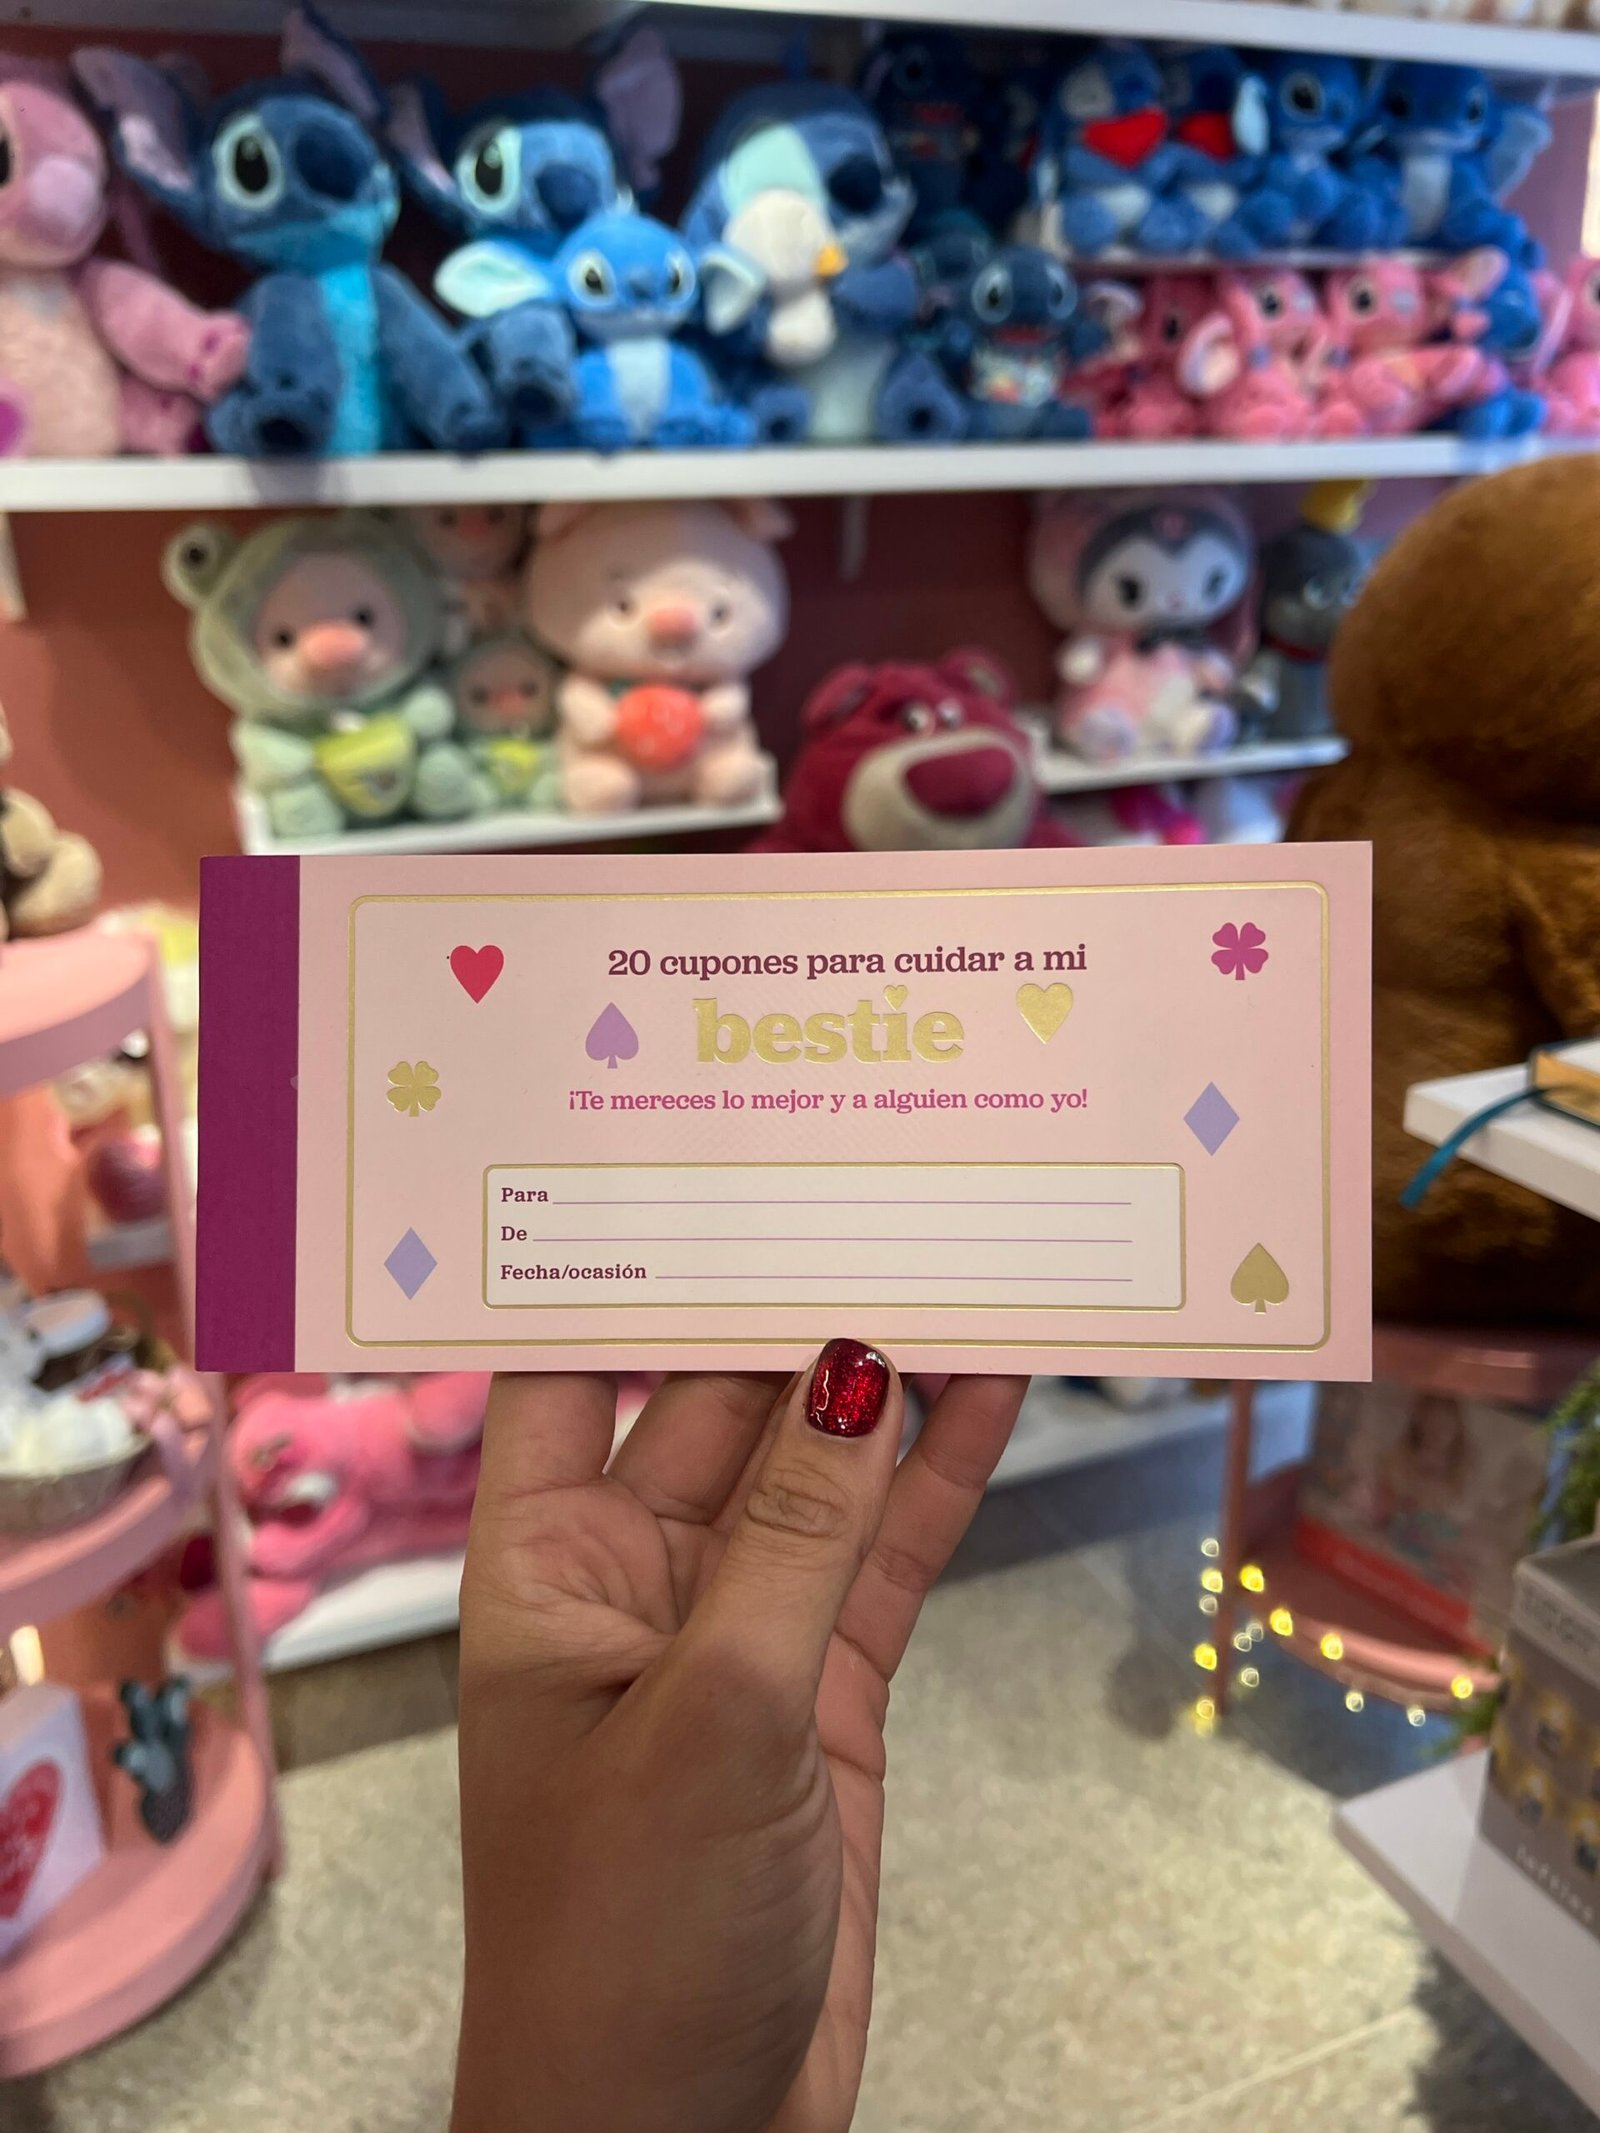 20 cupones para cuidar a mi
bestie
¡Te mereces lo mejor y a alguien como yo!
Para
De
Fecha/ocasión